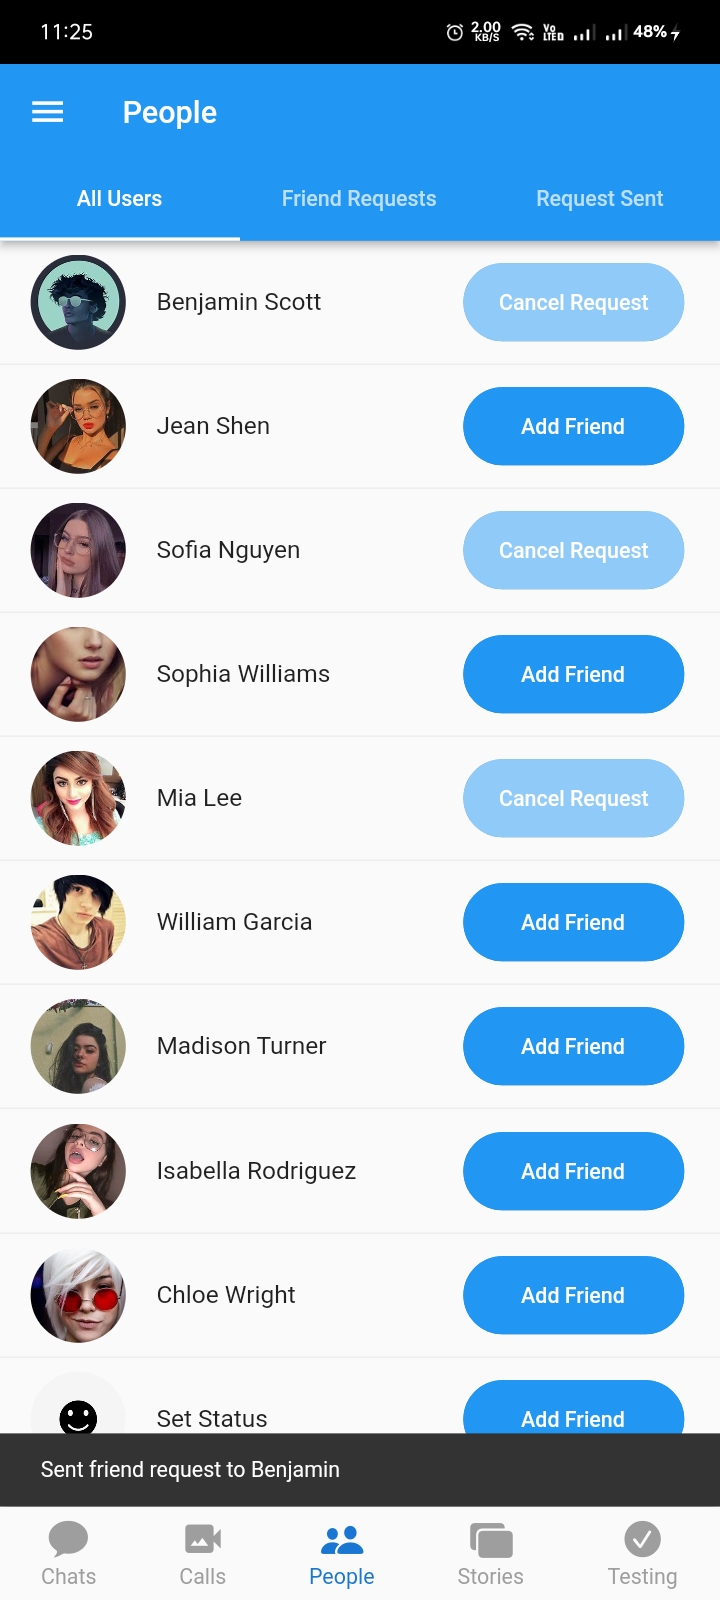 11:25
2.00 KB/S
Vo LTE
48%
People
All Users
Friend Requests
Request Sent
Benjamin Scott
Cancel Request
Jean Shen
Add Friend
Sofia Nguyen
Cancel Request
Sophia Williams
Add Friend
Mia Lee
Cancel Request
William Garcia
Add Friend
Madison Turner
Add Friend
Isabella Rodriguez
Add Friend
Chloe Wright
Add Friend
Set Status
Add Friend
Sent friend request to Benjamin
Chats
Calls
People
Stories
Testing